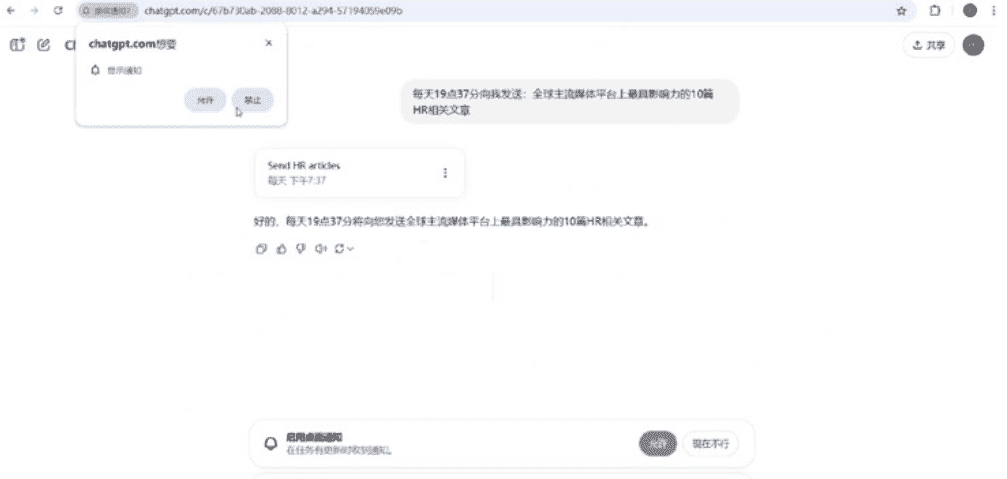 chatgpt.com/c/67b730ab-2088-8012-a294-57194059e09b
chatgpt.com想要
显示通知
允许
禁止
共享
每天19点37分向我发送：全球主流媒体平台上最具影响力的10篇
HR相关文章
Send HR articles
每天 下午7:37
好的，每天19点37分将向您发送全球主流媒体平台上最具影响力的10篇HR相关文章。
启用桌面通知
在任务有更新时收到通知。
允许
现在不行